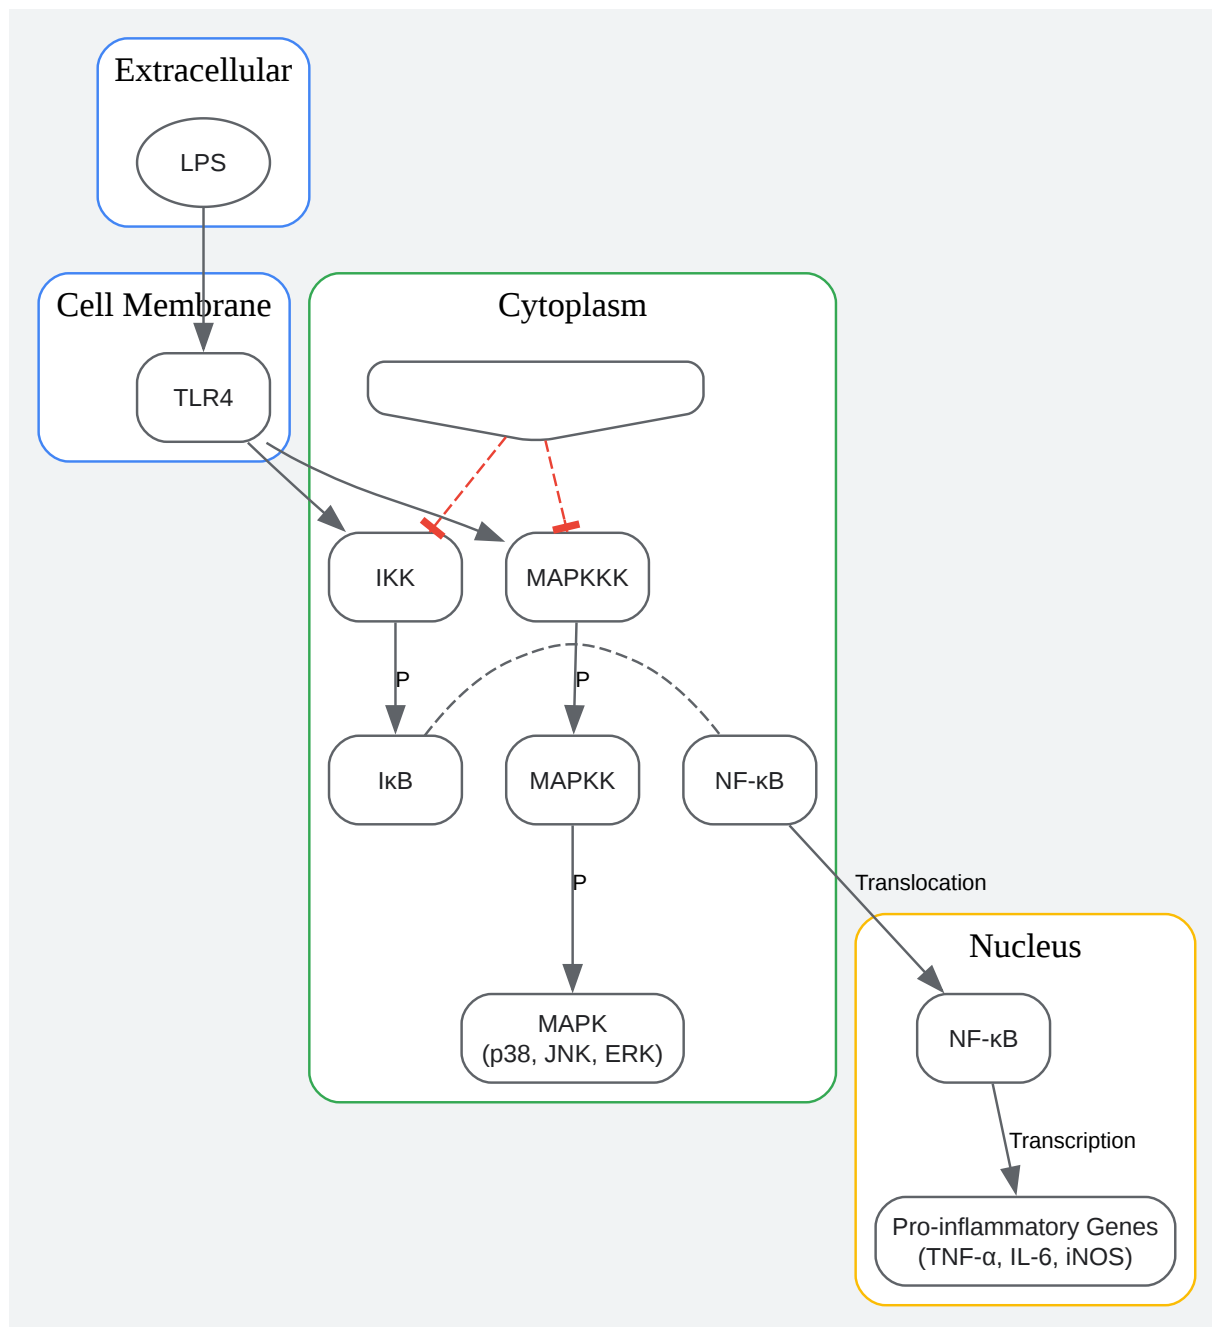 Extracellular
LPS
Cell Membrane
Cytoplasm
TLR4
IKK
MAPKKK
P
P
IκB
MAPKK
NF-κB
P
Translocation
Nucleus
MAPK
(p38, JNK, ERK)
NF-κB
Transcription
Pro-inflammatory Genes
(TNF-α, IL-6, iNOS)